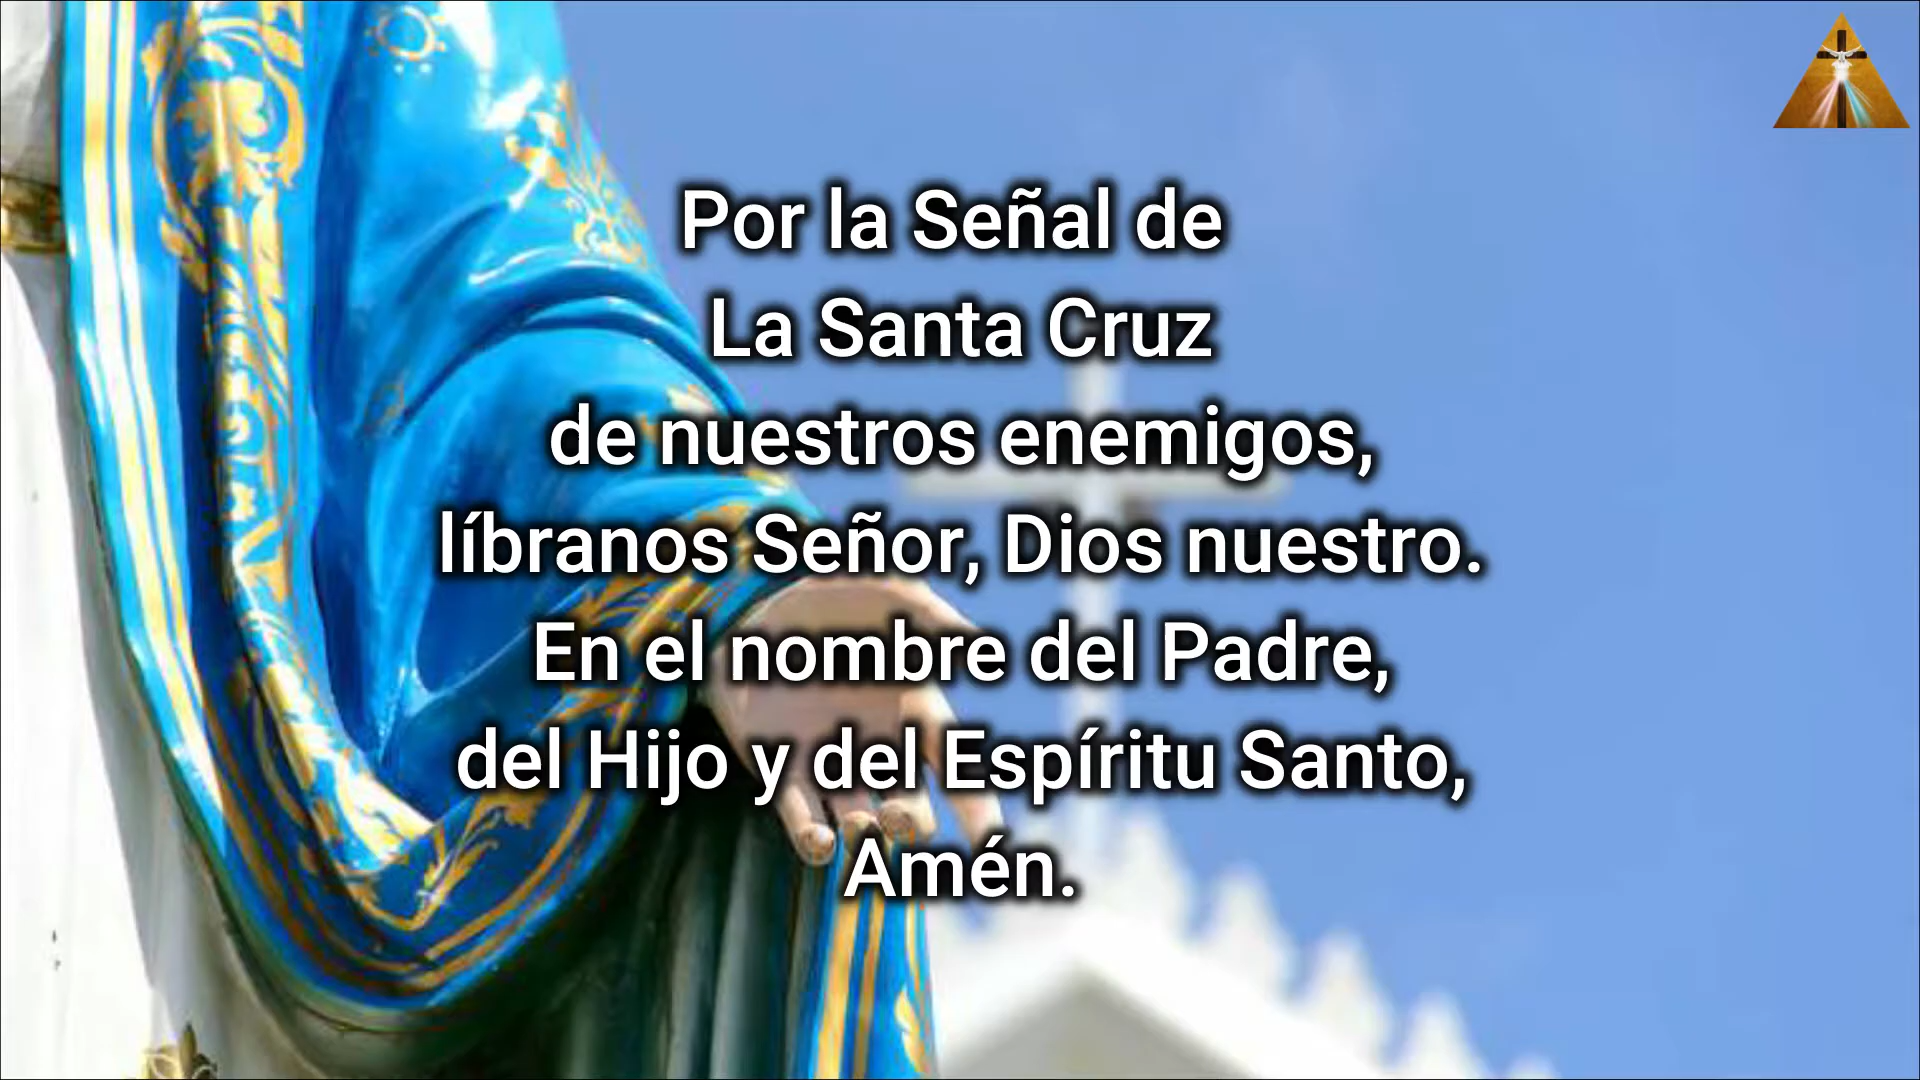 Por la Señal de
La Santa Cruz
de nuestros enemigos,
líbranos Señor, Dios nuestro.
En el nombre del Padre,
del Hijo y del Espíritu Santo,
Amén.